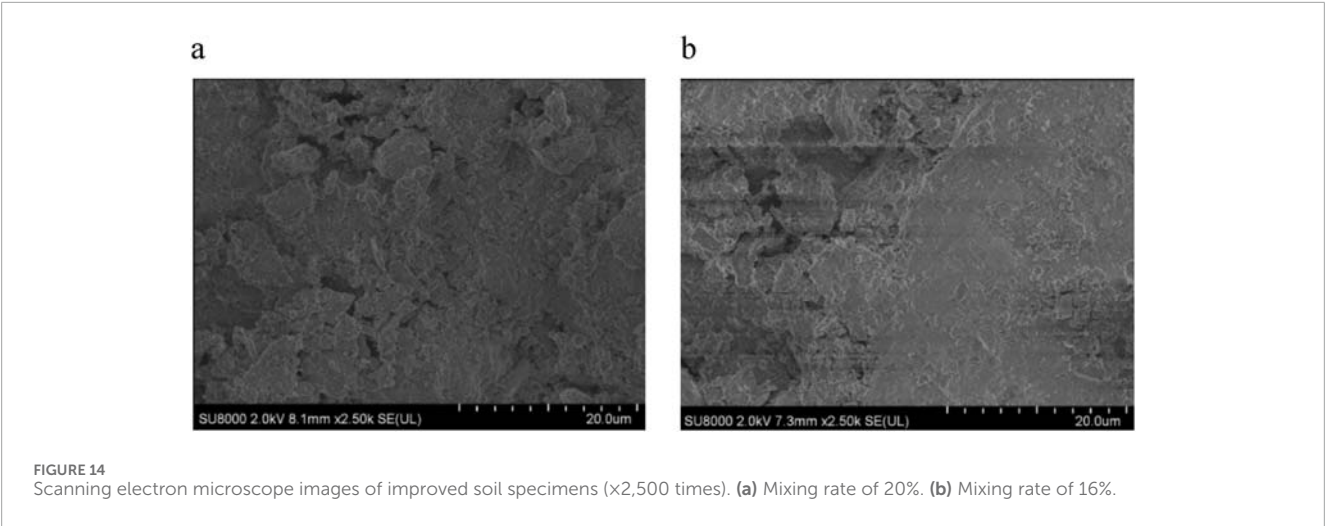 a
b
SU8000 2.0kV 8.1mm x2.50k SE(UL)
20.0um
SU8000 2.0kV 7.3mm x2.50k SE(UL)
20.0um
FIGURE 14
Scanning electron microscope images of improved soil specimens (×2,500 times). (a) Mixing rate of 20%. (b) Mixing rate of 16%.